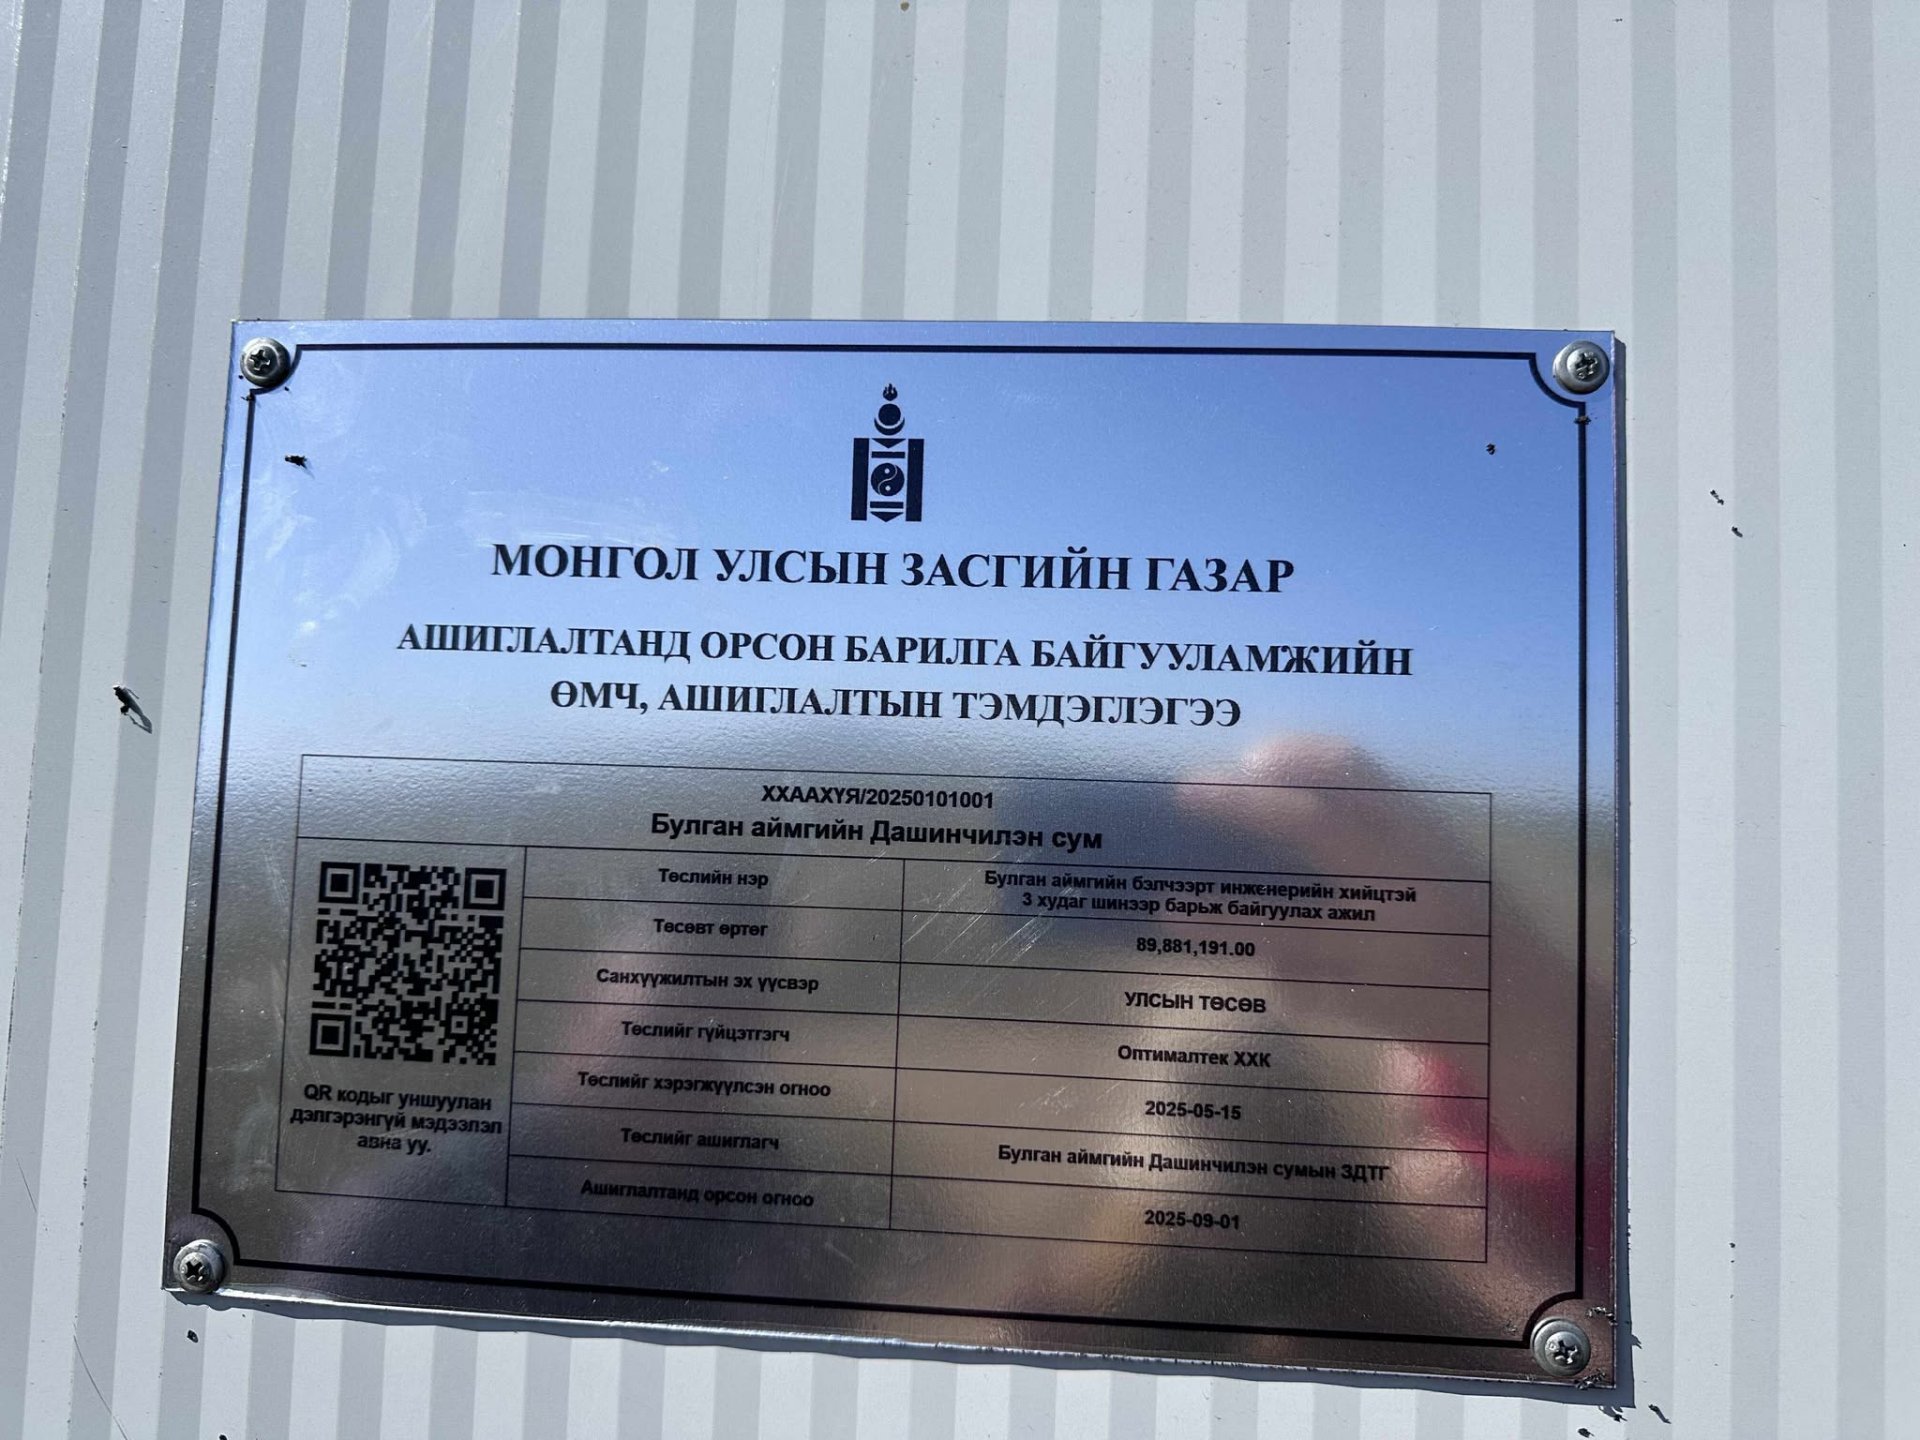 МОНГОЛ УЛСЫН ЗАСГИЙН ГАЗАР
АШИГЛАЛТАНД ОРСОН БАРИЛГА БАЙГУУЛАМЖИЙН
ӨМЧ, АШИГЛАЛТЫН ТЭМДЭГЛЭГЭЭ
ХХААХҮЯ/20250101001
Булган аймгийн Дашинчилэн сум
Төслийн нэр
Булган аймгийн бэлчээрт инженерийн хийцтэй
3 худаг шинээр барьж байгуулах ажил
Төсөвт өртөг
89,881,191.00
Санхүүжилтын эх үүсвэр
УЛСЫН ТӨСӨВ
Төслийг гүйцэтгэгч
Оптималтек ХХК
Төслийг хэрэгжүүлсэн огноо
2025-05-15
Төслийг ашиглагч
Булган аймгийн Дашинчилэн сумын ЗДТГ
Ашиглалтанд орсон огноо
2025-09-01
QR кодыг уншуулан
дэлгэрэнгүй мэдээлэл
авна уу.